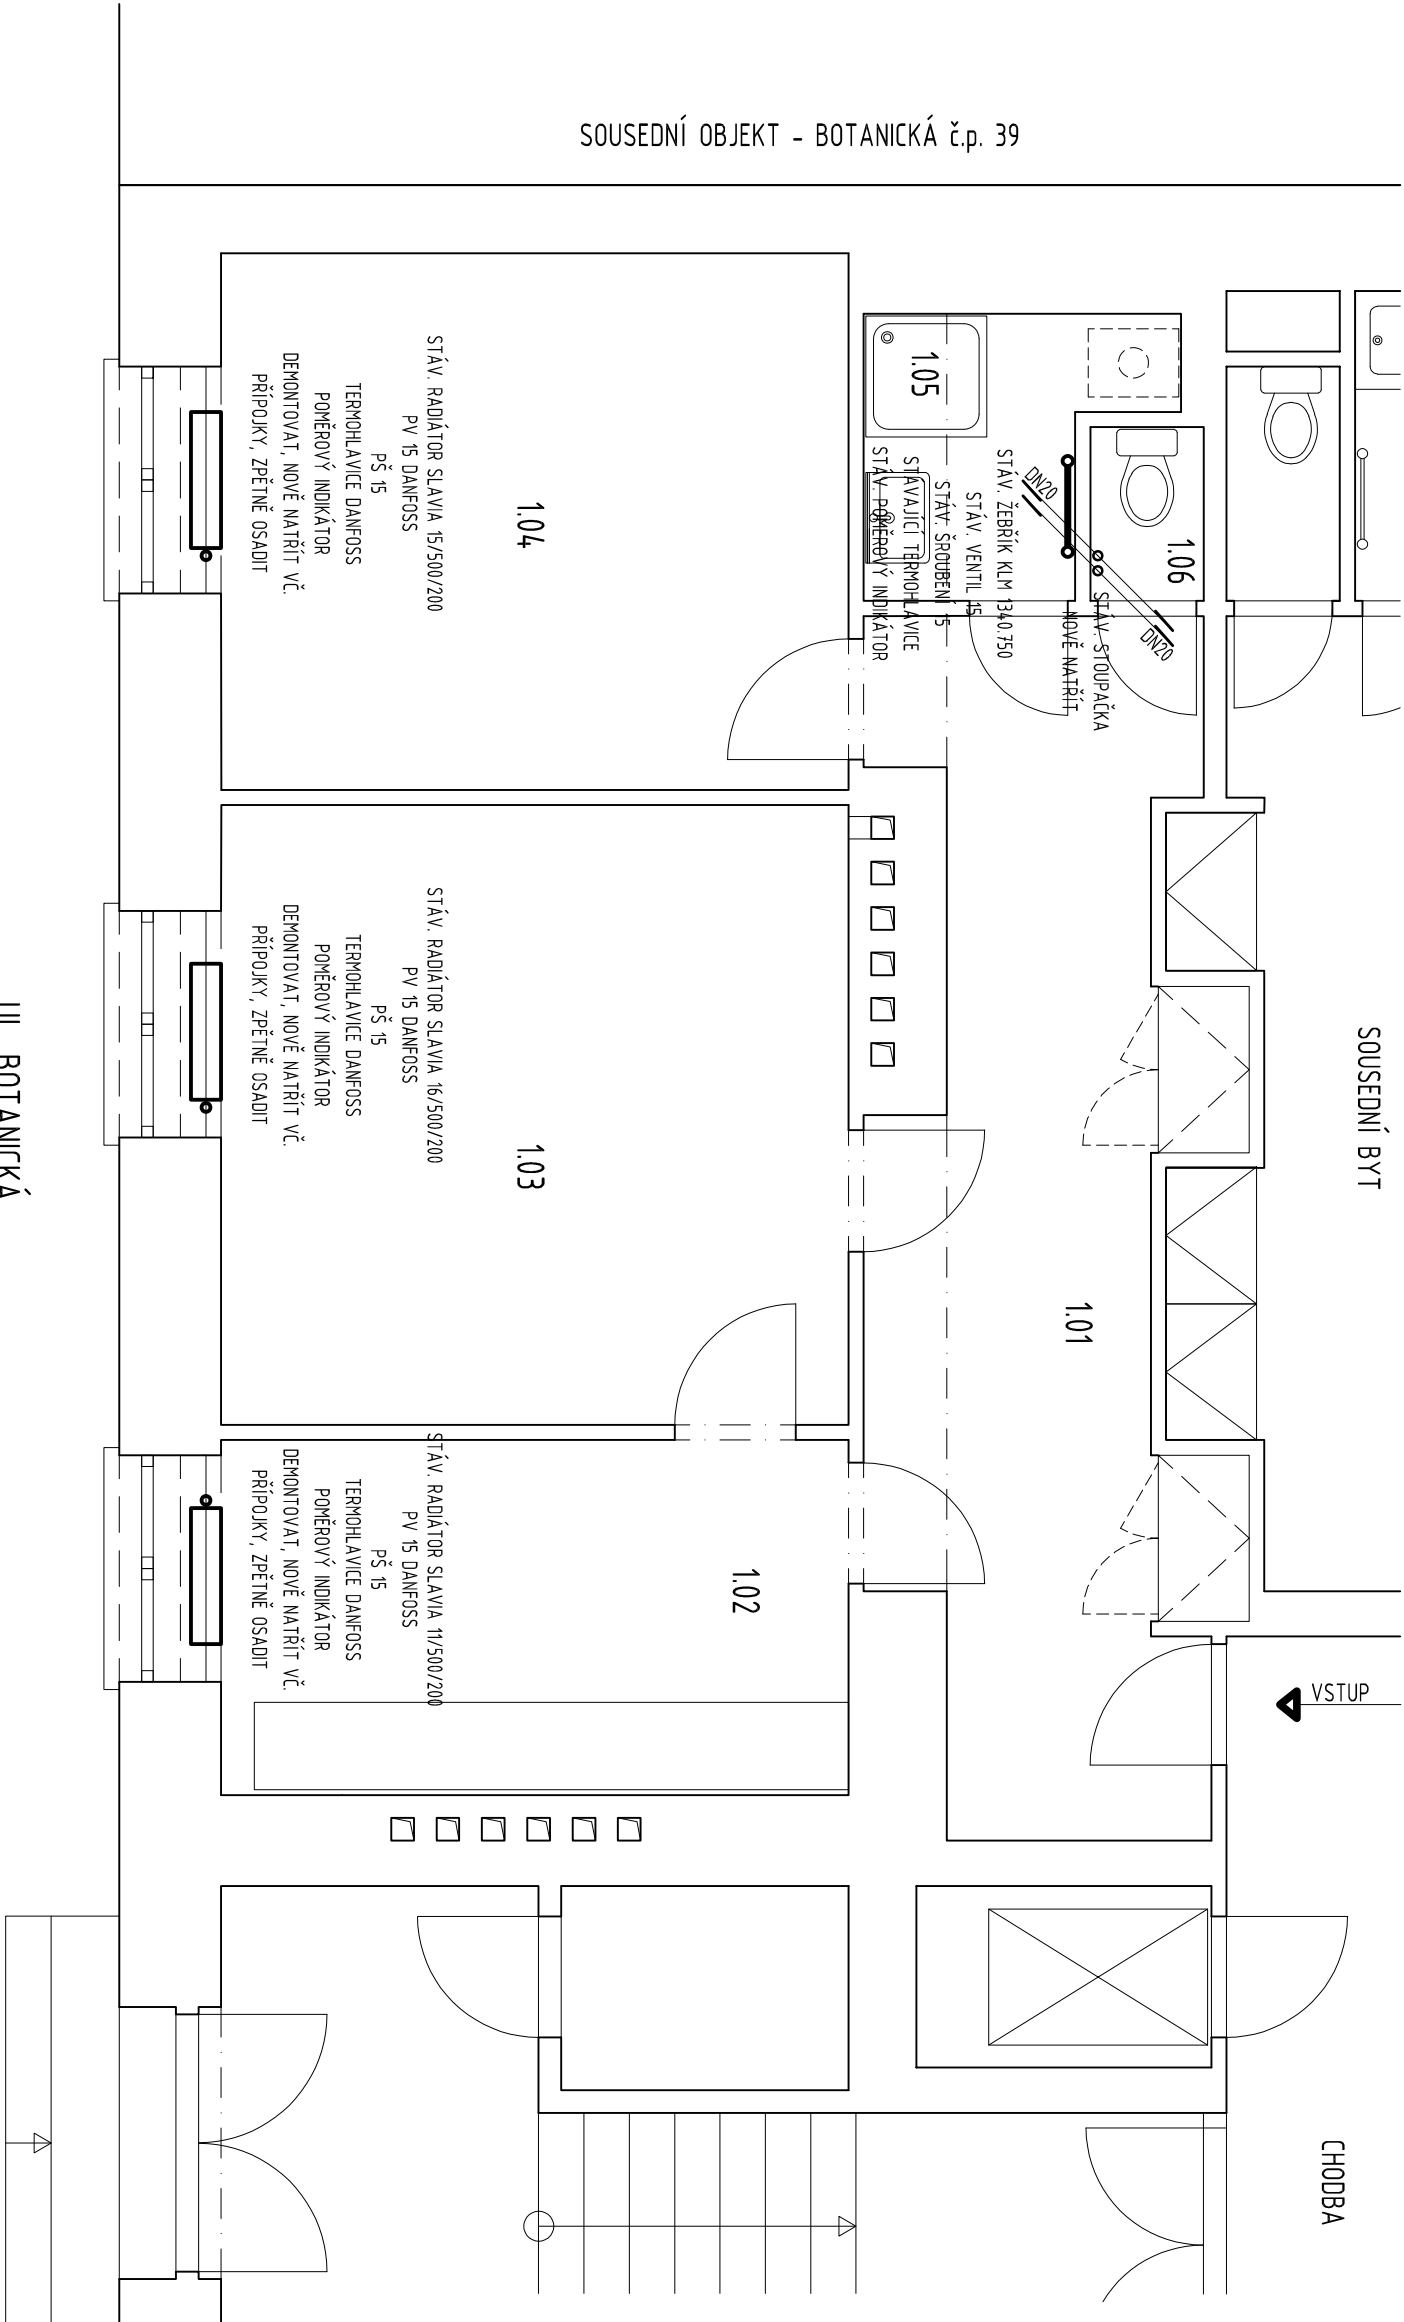 SOUSEDNÍ OBJEKT - BOTANICKÁ č.p. 39
STÁV. RADIÁTOR SLAVIA 15/500/200
PV 15 DANFOSS
PŠ 15
TERMOHLAVICE DANFOSS
POMĚROVÝ INDIKÁTOR
DEMONTOVAT, NOVĚ NATŘÍT VČ.
PŘÍPOJKY, ZPĚTNĚ OSADIT
1.04
1.05
1.06
DN20
DN20
STÁV. STOUPAČKA
NOVĚ NATŘÍT
STÁV. ŽEBŘÍK KLM 1340.750
STÁV. VENTIL 15
STÁV. ŠROUBENÍ 15
STÁVAJÍCÍ TERMOHLAVICE
STÁV. POMĚROVÝ INDIKÁTOR
STÁV. RADIÁTOR SLAVIA 16/500/200
PV 15 DANFOSS
PŠ 15
TERMOHLAVICE DANFOSS
POMĚROVÝ INDIKÁTOR
DEMONTOVAT, NOVĚ NATŘÍT VČ.
PŘÍPOJKY, ZPĚTNĚ OSADIT
1.03
1.01
SOUSEDNÍ BYT
STÁV. RADIÁTOR SLAVIA 11/500/200
PV 15 DANFOSS
PŠ 15
TERMOHLAVICE DANFOSS
POMĚROVÝ INDIKÁTOR
DEMONTOVAT, NOVĚ NATŘÍT VČ.
PŘÍPOJKY, ZPĚTNĚ OSADIT
1.02
VSTUP
CHODBA
BOTANICKÁ